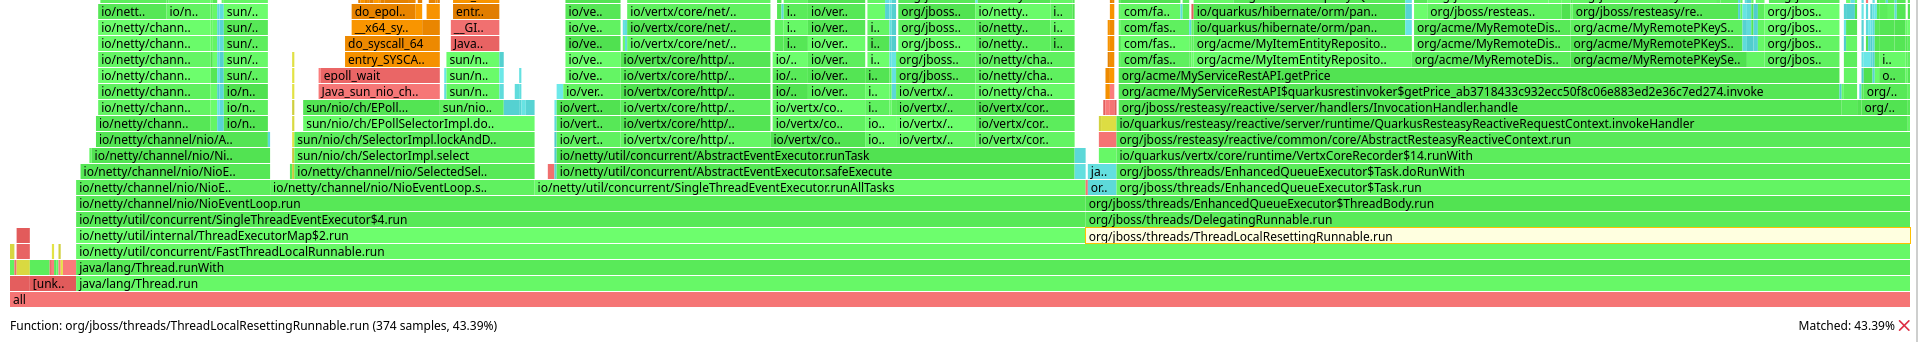 io/nett.. io/n.. sun/.. do_epol.. entr.. io/ve.. io/vertx/core/net/.. i.. io/ver.. org/jboss.. io/netty.. i.. com/fa.. io/quarkus/hibernate/orm/pan.. org/jboss/resteas.. org/jboss/resteasy/re.. org/jbos..
io/netty/chann.. sun/.. __x64_sy.. __GI.. io/ve.. io/vertx/core/net/.. i.. io/ver.. i.. org/jboss.. io/netty.. i.. com/fas.. io/quarkus/hibernate/orm/pan.. org/acme/MyRemoteDis.. org/acme/MyRemotePKeyS.. org/jbos..
io/netty/chann.. sun/.. do_syscall_64 Java.. io/ve.. io/vertx/core/net/.. i.. io/ver.. i.. org/jboss.. io/netty.. i.. com/fas.. org/acme/MyItemEntityReposito.. org/acme/MyRemoteDis.. org/acme/MyRemotePKeyS.. org/jbos..
io/netty/chann.. sun/.. entry_SYSCA.. sun/n.. io/ve.. io/vertx/core/http/.. io/.. io/ver.. i.. org/jboss.. io/netty/cha.. com/fas.. org/acme/MyItemEntityReposito.. org/acme/MyRemoteDis.. org/acme/MyRemotePKeySe.. org/jbos.. i..
io/netty/chann.. sun/.. epoll_wait sun/n.. io/ve.. io/vertx/core/http/.. io/.. io/ver.. i.. org/jboss.. io/netty/cha.. org/acme/MyServiceRestAPI.getPrice o..
io/netty/chann.. io/n.. Java_sun_nio_ch.. sun/n.. io/ver.. io/vertx/core/http/.. io/.. io/ver.. i.. io/vertx/.. io/netty/cha.. org/acme/MyServiceRestAPI$quarkusrestinvoker$getPrice_ab3718433c932ecc50f8c06e883ed2e36c7ed274.invoke org/..
io/netty/chann.. io/n.. sun/nio/ch/EPoll... sun/nio.. io/vert.. io/vertx/core/http/.. io/vertx/co.. i.. io/vertx/.. io/vertx/cor.. org/jboss/resteasy/reactive/server/handlers/InvocationHandler.handle org/..
io/netty/chann.. io/n.. sun/nio/ch/EPollSelectorImpl.do.. io/vert.. io/vertx/core/http/.. io/vertx/co.. io.. io/vertx/.. io/vertx/cor.. io/quarkus/resteasy/reactive/server/runtime/QuarkusResteasyReactiveRequestContext.invokeHandler
io/netty/channel/nio/A.. sun/nio/ch/SelectorImpl.lockAndD.. io/vert.. io/vertx/core/http/.. io/vertx/co.. io.. io/vertx/.. io/vertx/cor.. org/jboss/resteasy/reactive/common/core/AbstractResteasyReactiveContext.run
io/netty/channel/nio/Ni.. sun/nio/ch/SelectorImpl.select io/netty/util/concurrent/AbstractEventExecutor.runTask io/quarkus/vertx/core/runtime/VertxCoreRecorder$14.runWith
io/netty/channel/nio/NioE.. io/netty/channel/nio/SelectedSel.. io/netty/util/concurrent/AbstractEventExecutor.safeExecute ja.. org/jboss/threads/EnhancedQueueExecutor$Task.doRunWith
io/netty/channel/nio/NioE.. io/netty/channel/nio/NioEventLoop.s.. io/netty/util/concurrent/SingleThreadEventExecutor.runAllTasks or.. org/jboss/threads/EnhancedQueueExecutor$Task.run
io/netty/channel/nio/NioEventLoop.run org/jboss/threads/EnhancedQueueExecutor$ThreadBody.run
io/netty/util/concurrent/SingleThreadEventExecutor$4.run org/jboss/threads/DelegatingRunnable.run
io/netty/util/internal/ThreadExecutorMap$2.run org/jboss/threads/ThreadLocalResettingRunnable.run
io/netty/util/concurrent/FastThreadLocalRunnable.run
java/lang/Thread.runWith
[unk.. java/lang/Thread.run
all
Function: org/jboss/threads/ThreadLocalResettingRunnable.run (374 samples, 43.39%) Matched: 43.39%